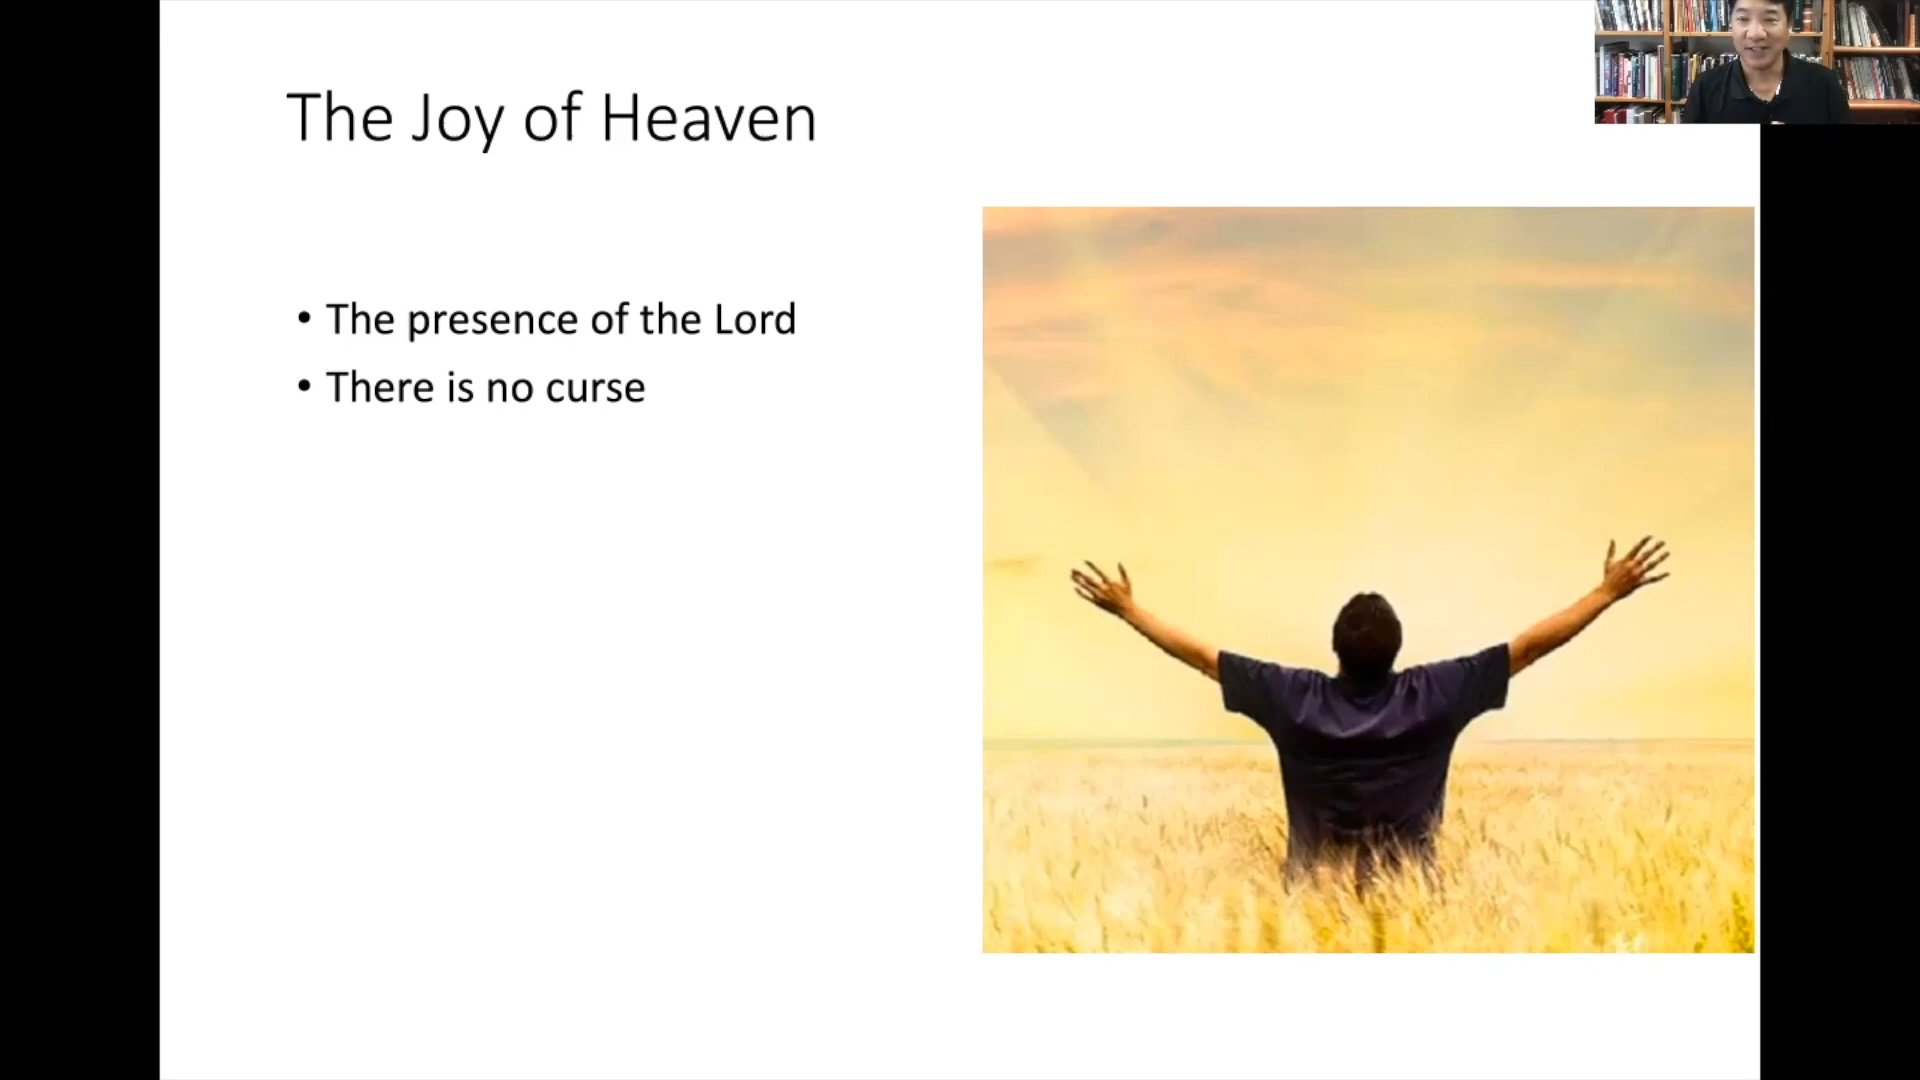 The Joy of Heaven
• The presence of the Lord
• There is no curse